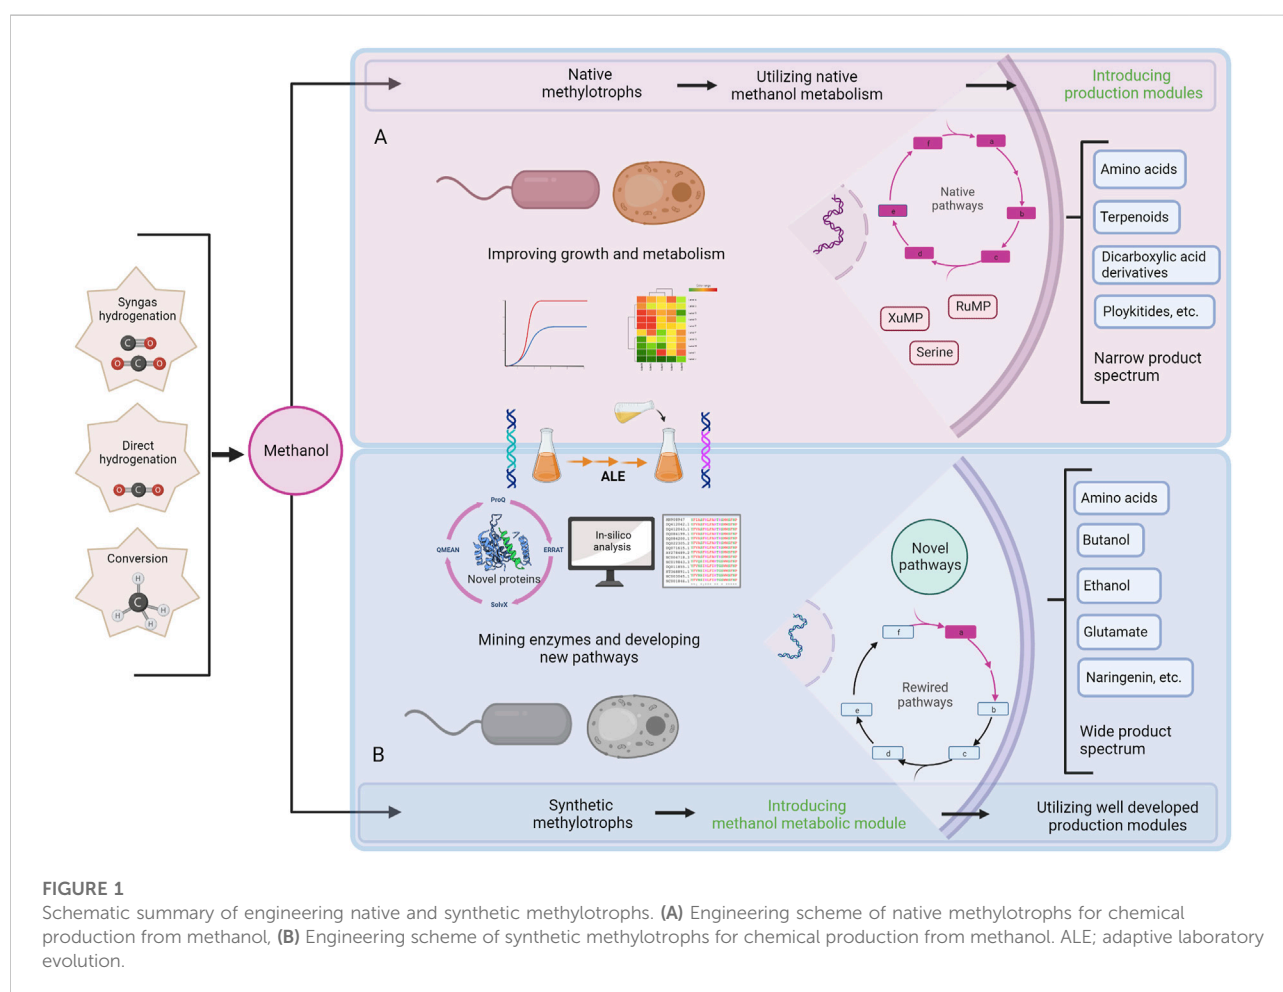 Native
methylotrophs
Utilizing native
methanol metabolism
Introducing
production modules
A
Improving growth and metabolism
Native
pathways
f
a
b
c
d
e
XuMP
RuMP
Serine
Amino acids
Terpenoids
Dicarboxylic acid
derivatives
Ploykitides, etc.
Narrow product
spectrum
Syngas
hydrogenation
C
O
O
C
O
Direct
hydrogenation
O
C
O
Conversion
H
C
H
H
H
Methanol
ALE
ProQ
QMEAN
ERRAT
SolvX
Novel proteins
In-silico
analysis
Mining enzymes and developing
new pathways
B
Novel
pathways
Rewired
pathways
f
a
b
c
d
e
Amino acids
Butanol
Ethanol
Glutamate
Naringenin, etc.
Wide product
spectrum
Synthetic
methylotrophs
Introducing
methanol metabolic module
Utilizing well developed
production modules
FIGURE 1
Schematic summary of engineering native and synthetic methylotrophs. (A) Engineering scheme of native methylotrophs for chemical
production from methanol, (B) Engineering scheme of synthetic methylotrophs for chemical production from methanol. ALE; adaptive laboratory
evolution.